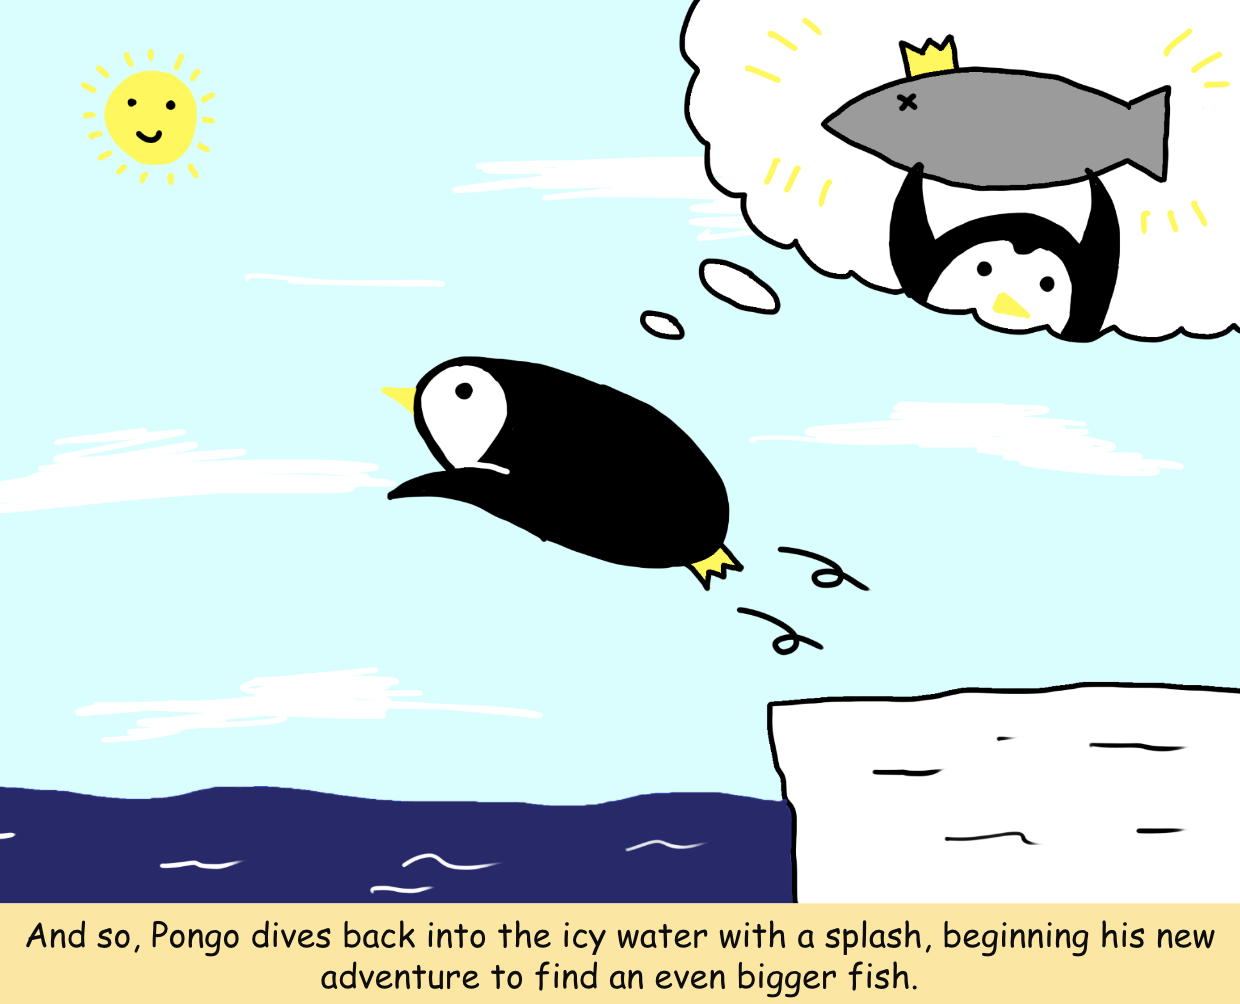 And so, Pongo dives back into the icy water with a splash, beginning his new
adventure to find an even bigger fish.